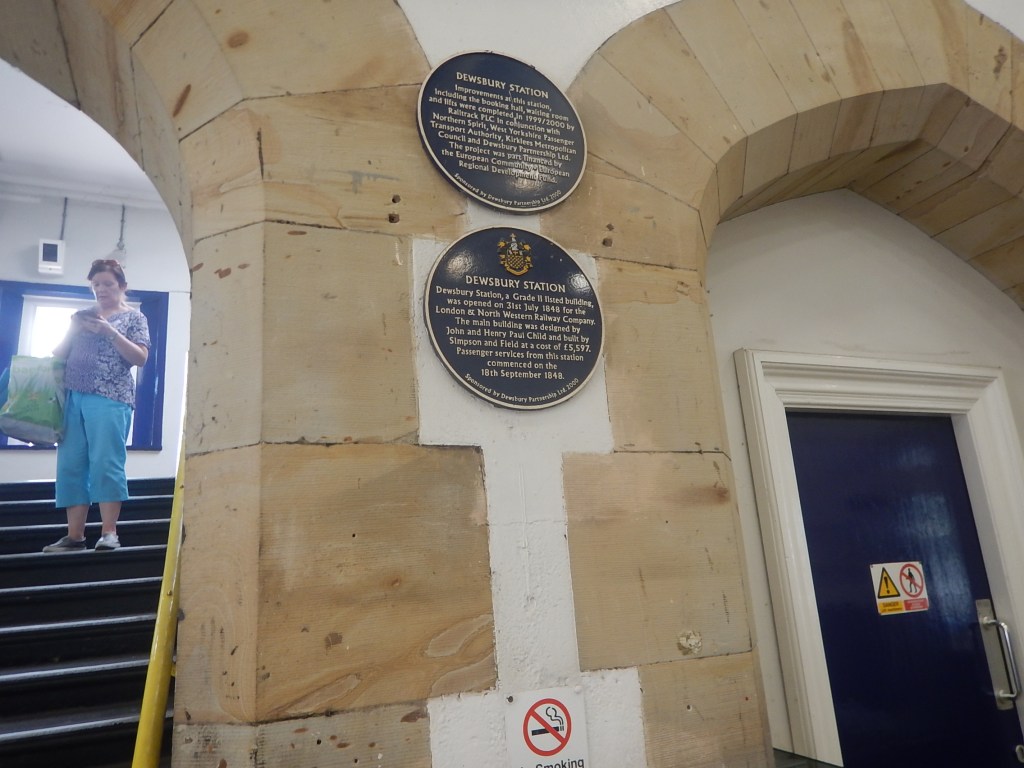 DEWSBURY STATION
Improvements at this station,
including the booking hall, waiting room
and lifts were completed in 1999/2000 by
Railtrack PLC in conjunction with
Northern Spirit, West Yorkshire Passenger
Transport Authority, Kirklees Metropolitan
Council and Dewsbury Partnership Ltd.
The project was part financed by
the European Community European
Regional Development Fund.
Sponsored by Dewsbury Partnership Ltd. 2000
DEWSBURY STATION
Dewsbury Station, a Grade II listed building,
was opened on 31st July 1848 for the
London & North Western Railway Company.
The main building was designed by
John and Henry Paul Child and built by
Simpson and Field at a cost of £5,597.
Passenger services from this station
commenced on the
18th September 1848.
Sponsored by Dewsbury Partnership Ltd. 2000
Smoking